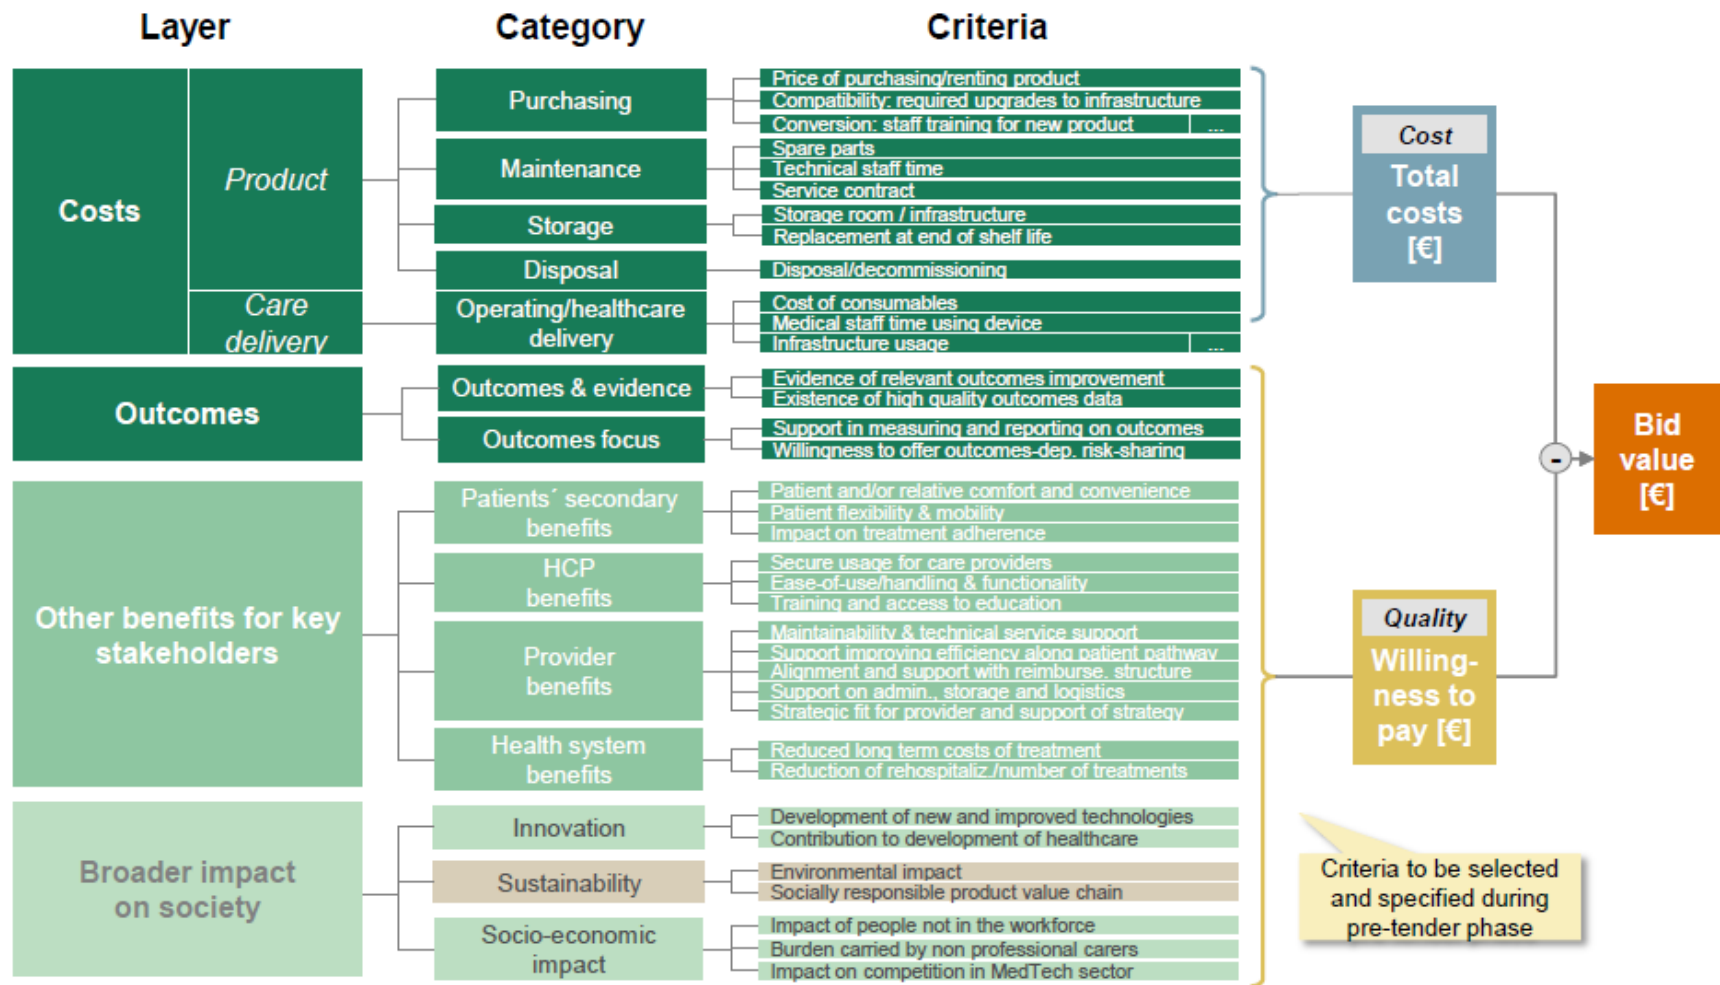 Layer
Category
Criteria
Costs
Product
Care
delivery
Purchasing
Price of purchasing/renting product
Compatibility: required upgrades to infrastructure
Conversion: staff training for new product
...
Maintenance
Spare parts
Technical staff time
Service contract
Storage
Storage room / infrastructure
Replacement at end of shelf life
Disposal
Disposal/decommissioning
Operating/healthcare
delivery
Cost of consumables
Medical staff time using device
Infrastructure usage
...
Outcomes
Outcomes & evidence
Evidence of relevant outcomes improvement
Existence of high quality outcomes data
Outcomes focus
Support in measuring and reporting on outcomes
Willingness to offer outcomes-dep. risk-sharing
Other benefits for key
stakeholders
Patients´ secondary
benefits
Patient and/or relative comfort and convenience
Patient flexibility & mobility
Impact on treatment adherence
HCP
benefits
Secure usage for care providers
Ease-of-use/handling & functionality
Training and access to education
Provider
benefits
Maintainability & technical service support
Support improving efficiency along patient pathway
Alignment and support with reimburse. structure
Support on admin., storage and logistics
Strategic fit for provider and support of strategy
Health system
benefits
Reduced long term costs of treatment
Reduction of rehospitaliz./number of treatments
Broader impact
on society
Innovation
Development of new and improved technologies
Contribution to development of healthcare
Sustainability
Environmental impact
Socially responsible product value chain
Socio-economic
impact
Impact of people not in the workforce
Burden carried by non professional carers
Impact on competition in MedTech sector
Cost
Total
costs
[€]
Quality
Willing-
ness to
pay [€]
-
Bid
value
[€]
Criteria to be selected
and specified during
pre-tender phase